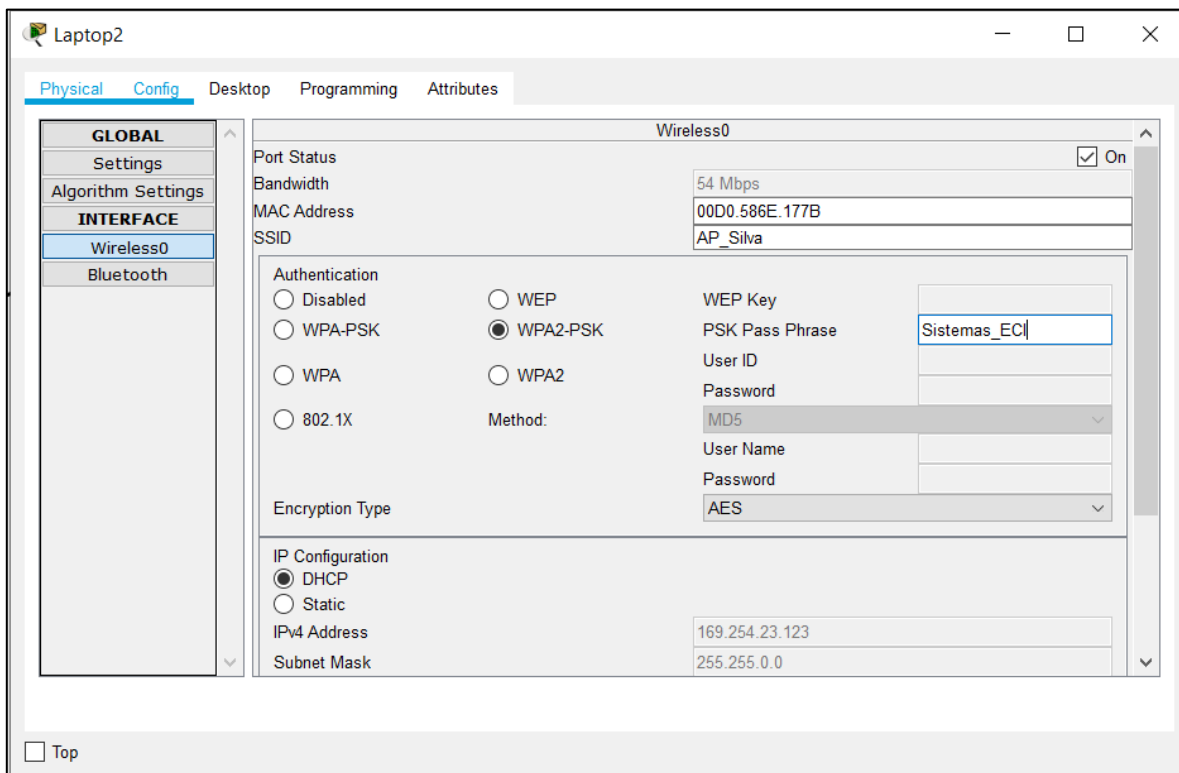 Laptop2
Physical Config Desktop Programming Attributes
GLOBAL
Settings
Algorithm Settings
INTERFACE
Wireless0
Bluetooth
Wireless0
Port Status On
Bandwidth 54 Mbps
MAC Address 00D0.586E.177B
SSID AP_Silva
Authentication
Disabled WEP WEP Key
WPA-PSK WPA2-PSK PSK Pass Phrase Sistemas_ECI
User ID
WPA WPA2
Password
802.1X Method: MD5
User Name
Password
Encryption Type AES
IP Configuration
DHCP
Static
IPv4 Address 169.254.23.123
Subnet Mask 255.255.0.0
Top